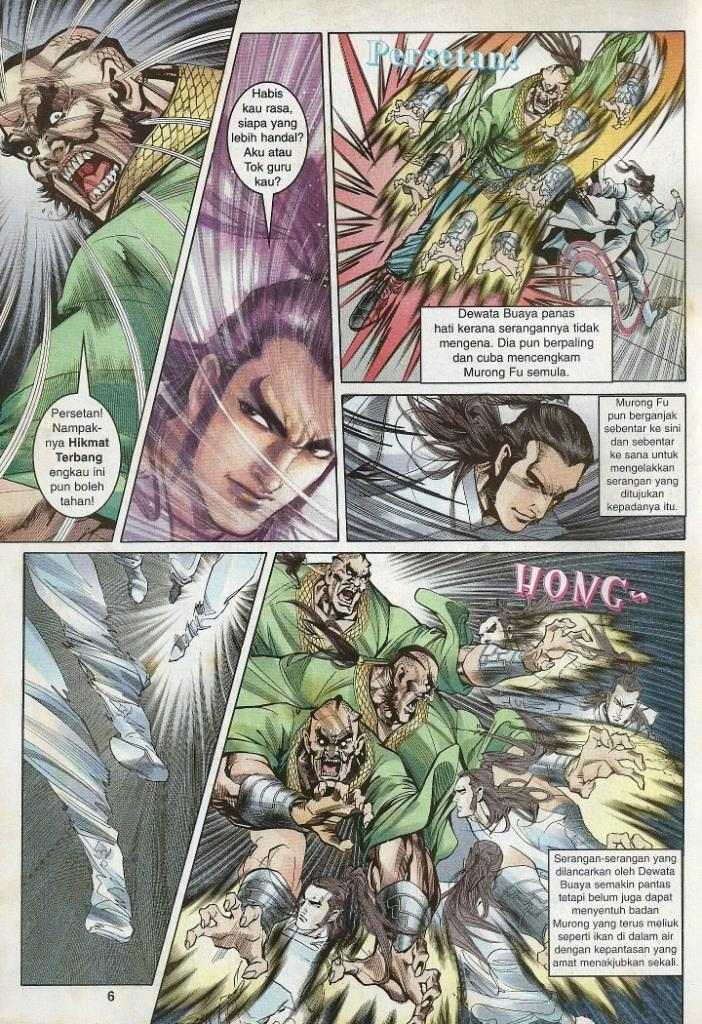 Persetan!
Nampak-
nya Hikmat
Terbang
engkau ini
pun boleh
tahan!
Habis
kau rasa,
siapa yang
lebih handal?
Aku atau
Tok guru
kau?
Persetan!
Dewata Buaya panas
hati kerana serangannya tidak
mengena. Dia pun berpaling
dan cuba mencengkam
Murong Fu semula.
Murong Fu
pun berganjak
sebentar ke sini
dan sebentar
ke sana untuk
mengelakkan
serangan yang
ditujukan
kepadanya itu.
HONG~
Serangan-serangan yang
dilancarkan oleh Dewata
Buaya semakin pantas
tetapi belum juga dapat
menyentuh badan
Murong yang terus meliuk
seperti ikan di dalam air
dengan kepantasan yang
amat menakjubkan sekali.
6